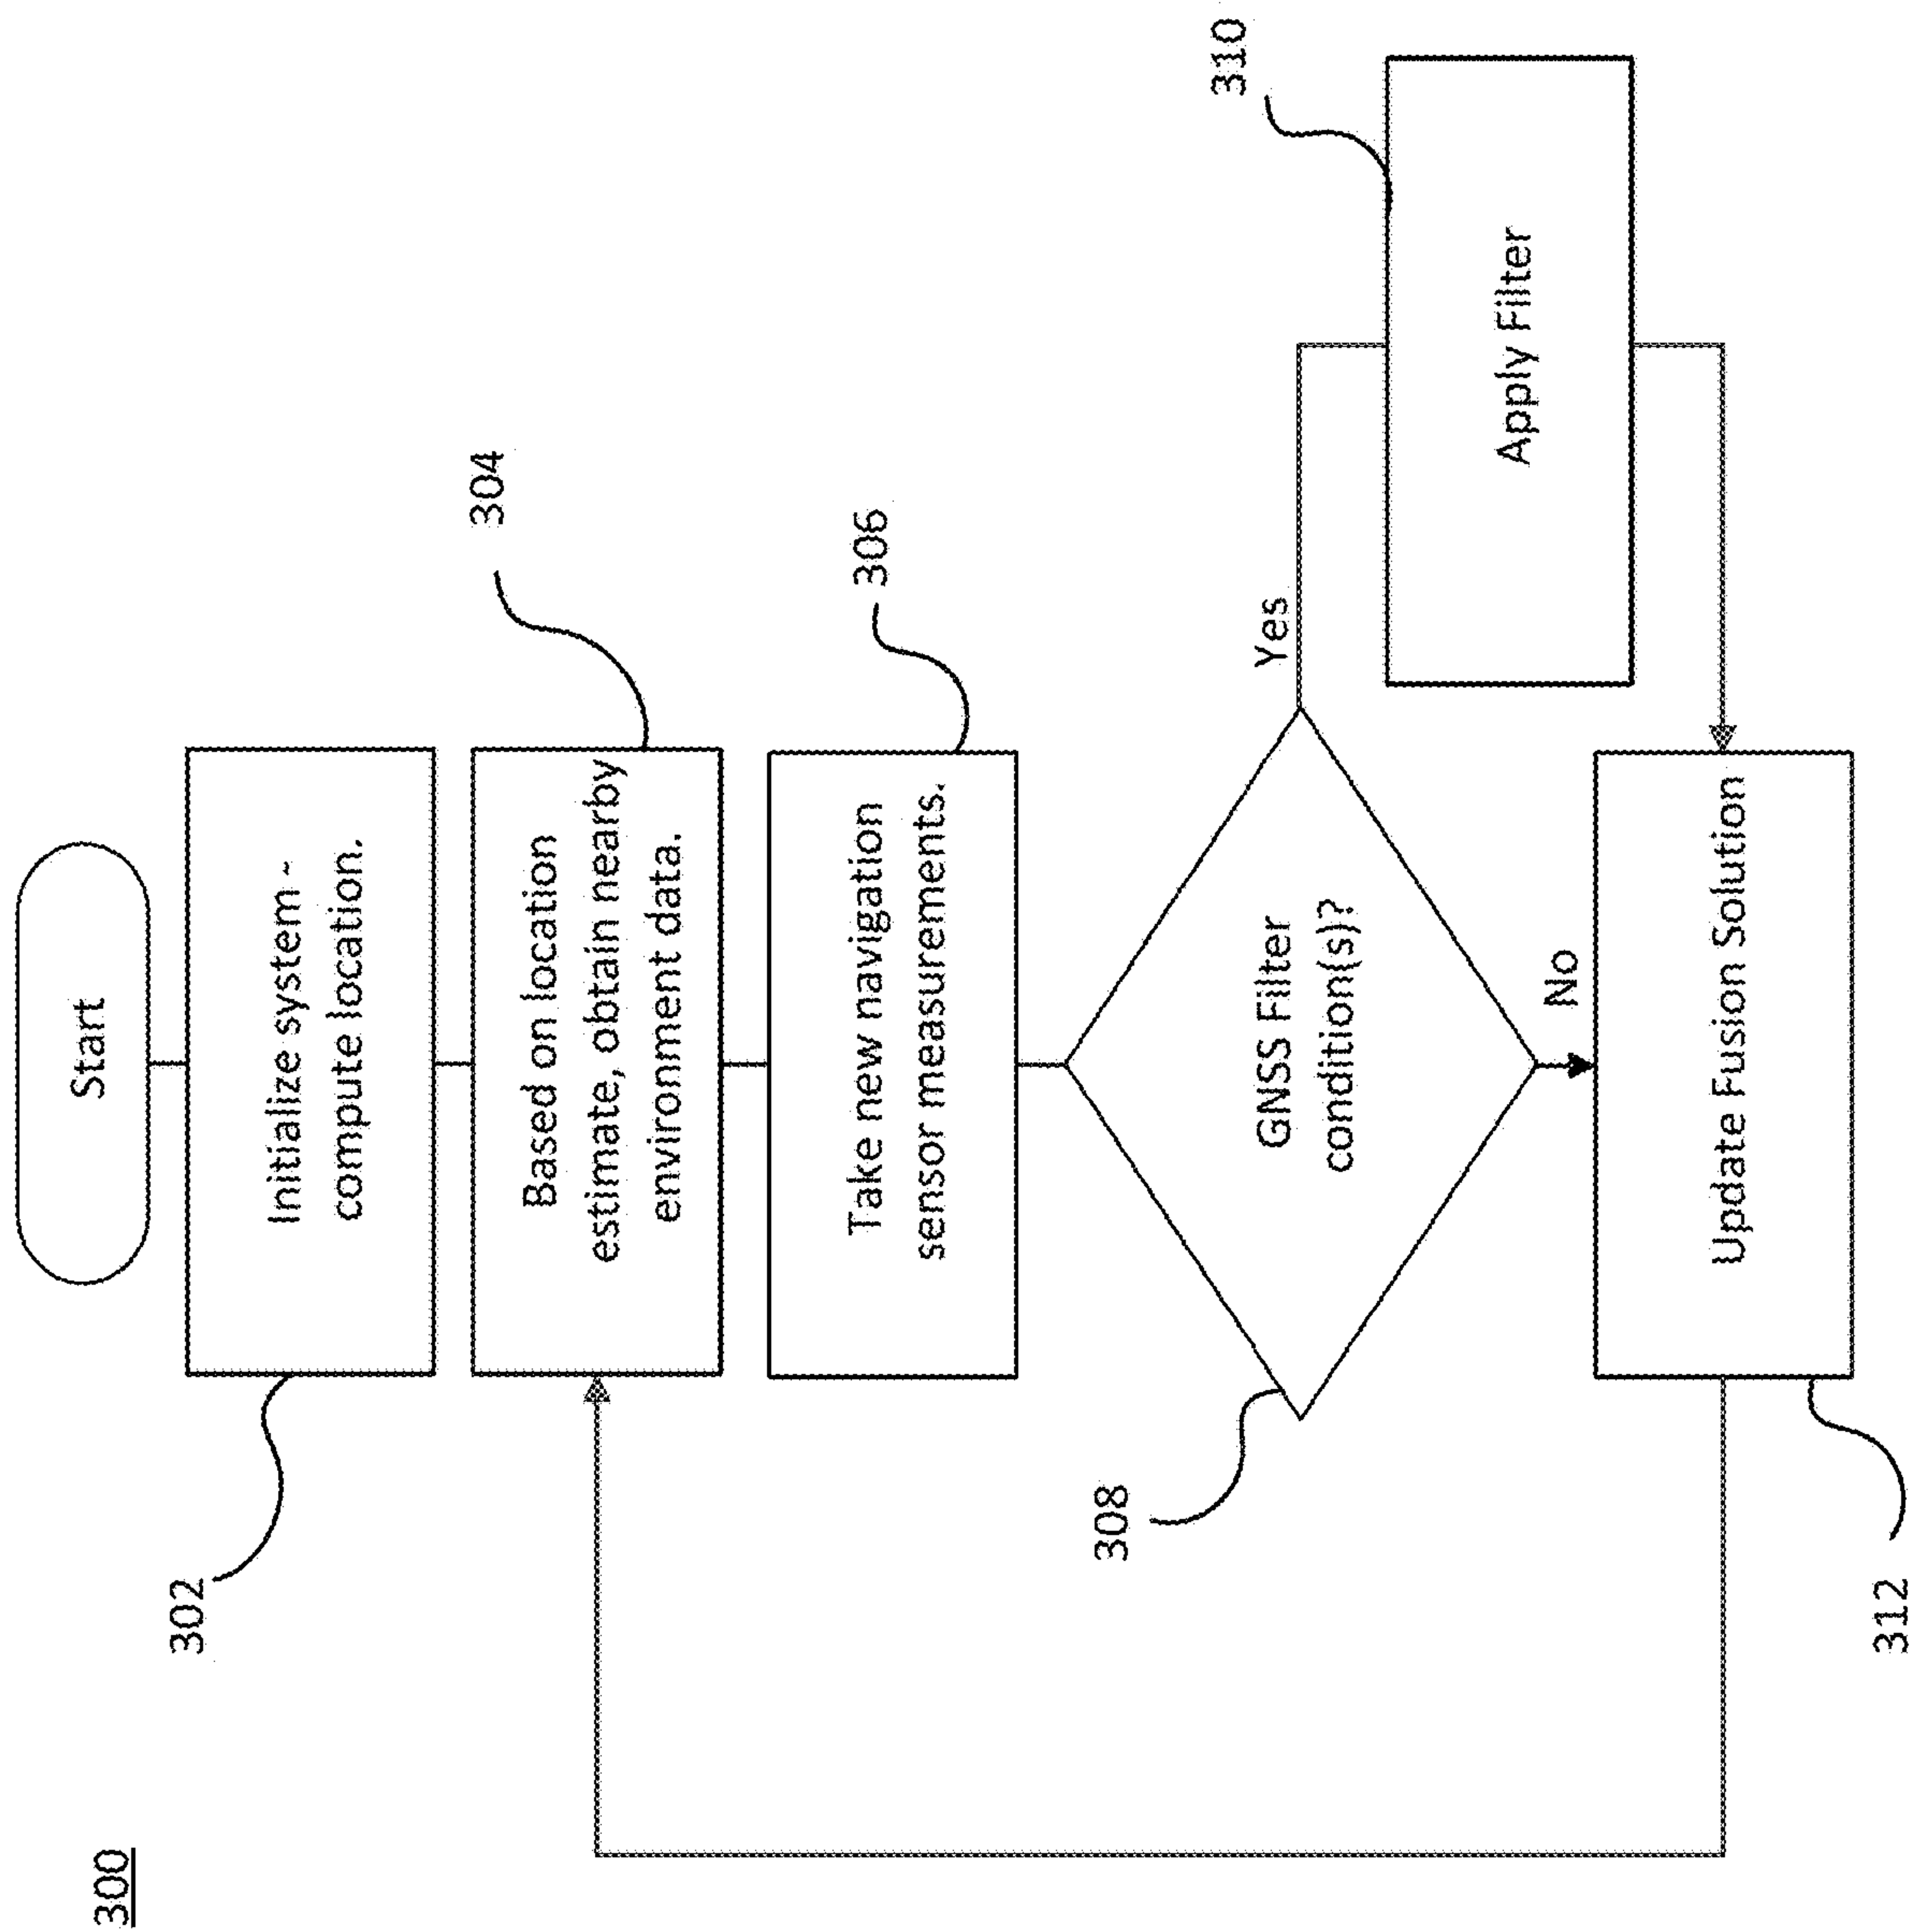 300
Start
302
Initialize system -
compute location.
304
Based on location
estimate, obtain nearby
environment data.
306
Take new navigation
sensor measurements.
308
GNSS Filter
condition(s)?
Yes
310
Apply Filter
No
Update Fusion Solution
312